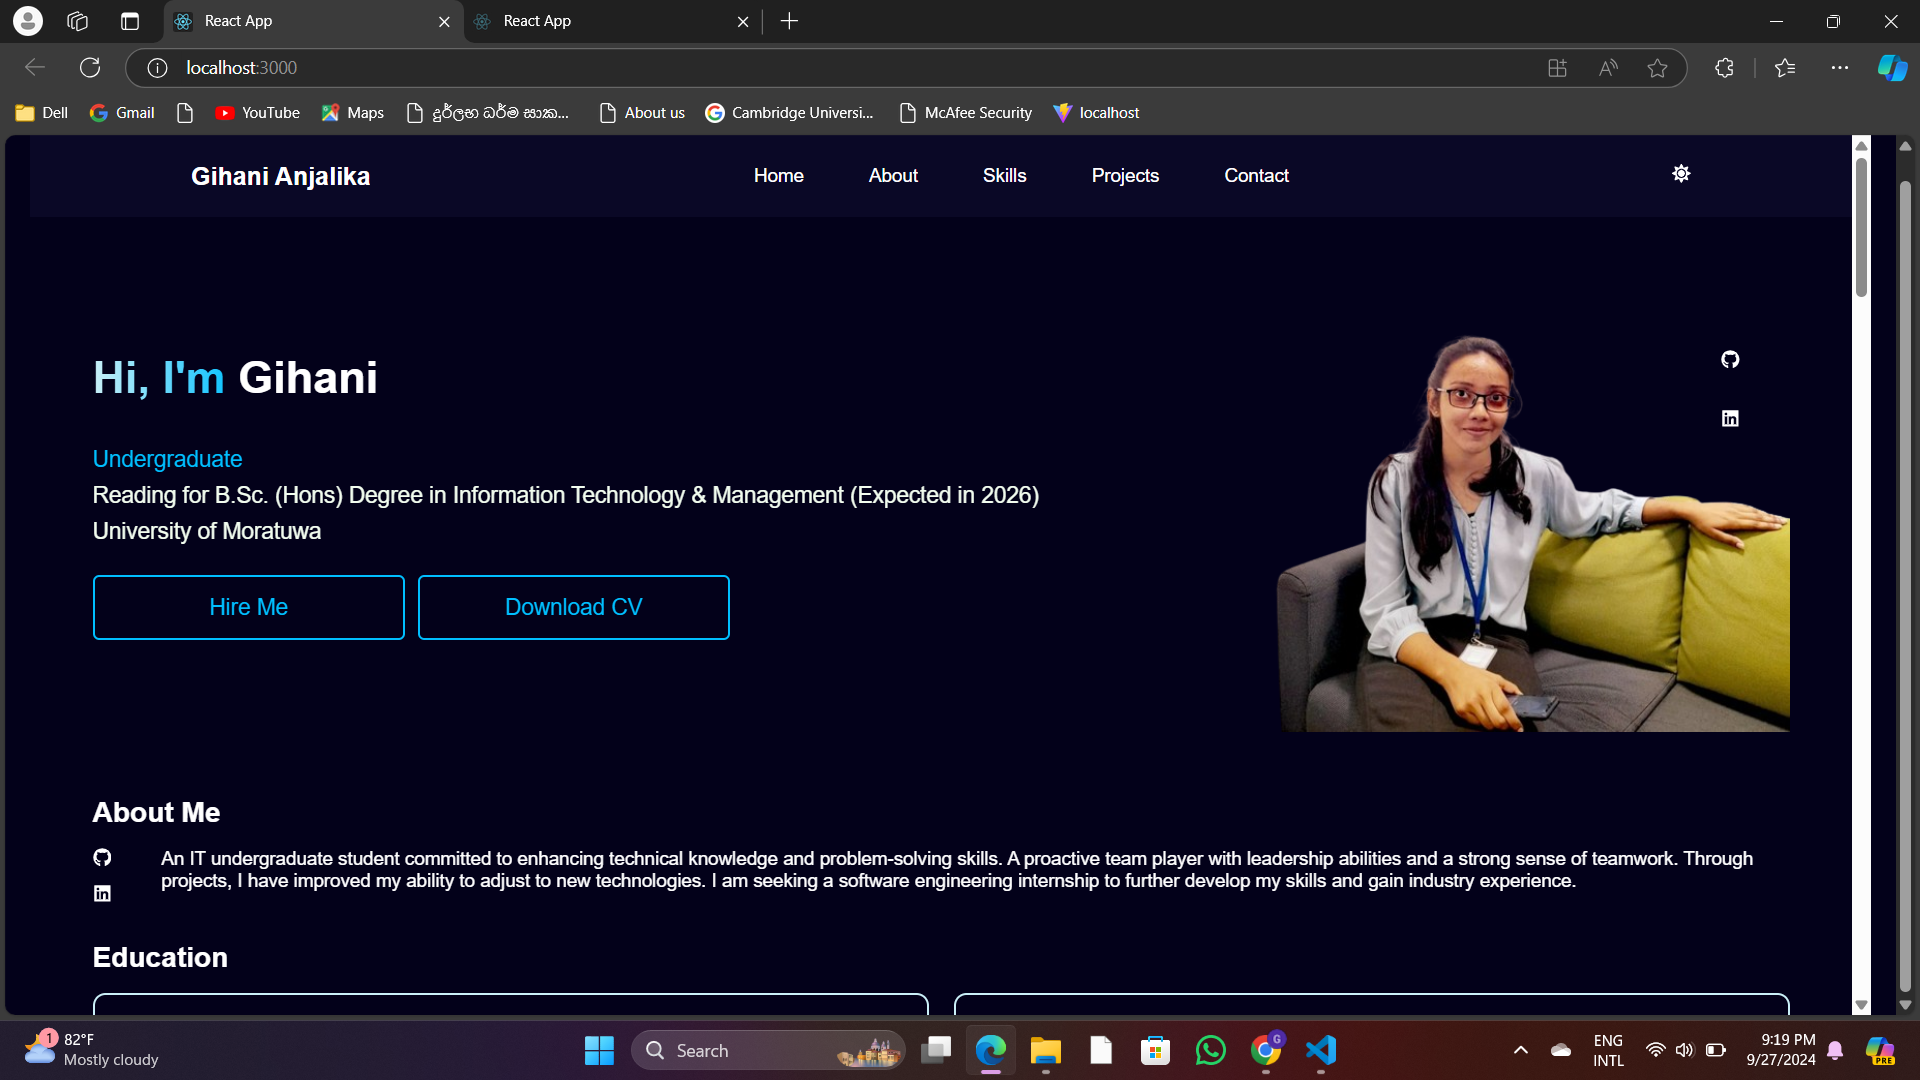 React App
React App
localhost:3000
Dell
Gmail
YouTube
Maps
දුර්ලභ ධර්ම සාක...
About us
Cambridge Universi...
McAfee Security
localhost
Gihani Anjalika
Home
About
Skills
Projects
Contact
Hi, I'm Gihani
Undergraduate
Reading for B.Sc. (Hons) Degree in Information Technology & Management (Expected in 2026)
University of Moratuwa
Hire Me
Download CV
About Me
An IT undergraduate student committed to enhancing technical knowledge and problem-solving skills. A proactive team player with leadership abilities and a strong sense of teamwork. Through
projects, I have improved my ability to adjust to new technologies. I am seeking a software engineering internship to further develop my skills and gain industry experience.
Education
1
82°F
Mostly cloudy
Search
G
ENG
INTL
9:19 PM
9/27/2024
PRE